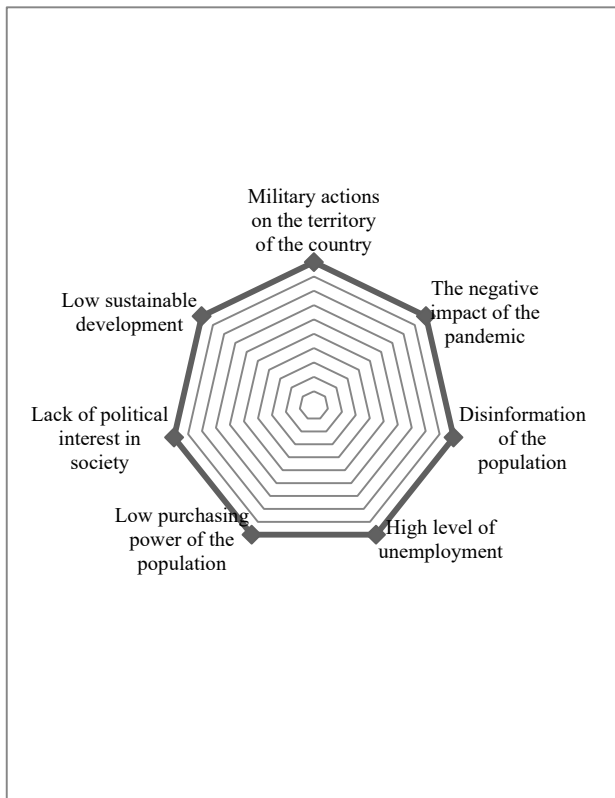 Military actions
on the territory
of the country
The negative
impact of the
pandemic
Disinformation
of the
population
High level of
unemployment
Low purchasing
power of the
population
Lack of political
interest in
society
Low sustainable
development